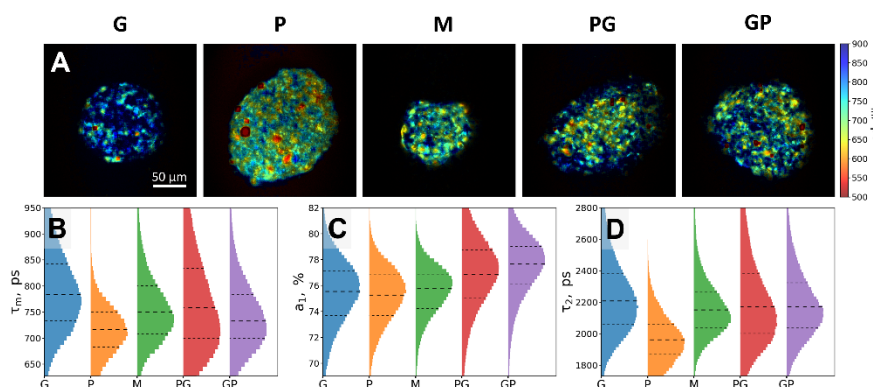 G P M PG GP
A
50 μm
900
850
800
750
700
650
600
550
500
B
τm, ps
950
900
850
800
750
700
650
G P M PG GP
C
a1, %
82
80
78
76
74
72
70
G P M PG GP
D
τ2, ps
2800
2600
2400
2200
2000
1800
G P M PG GP